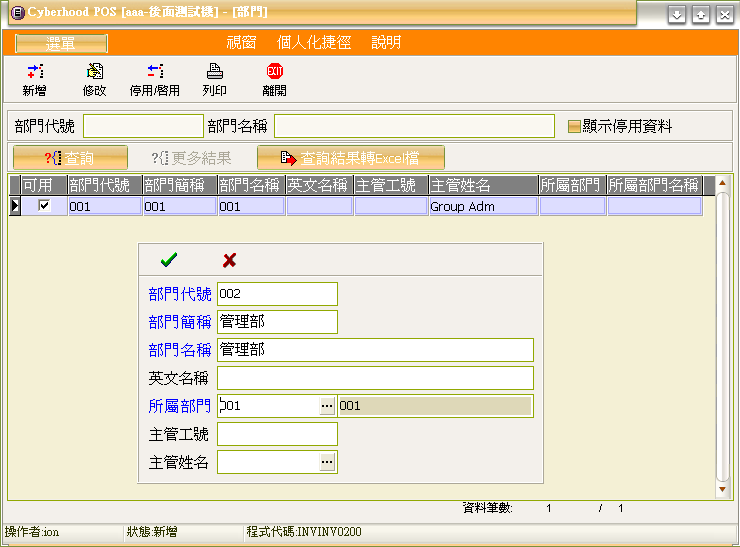 Cyberhood POS [aaa-後面測試機] - [部門]
選單 視窗 個人化捷徑 說明
新增 修改 停用/啓用 列印 EXIT 離開
部門代號 部門名稱 顯示停用資料
查詢 更多結果 查詢結果轉Excel檔
可用 部門代號 部門簡稱 部門名稱 英文名稱 主管工號 主管姓名 所屬部門 所屬部門名稱
001 001 001 Group Adm
部門代號 002
部門簡稱 管理部
部門名稱 管理部
英文名稱
所屬部門 001 ... 001
主管工號
主管姓名 ...
資料筆數: 1 / 1
操作者:ion 狀態:新增 程式代碼:INVINV0200